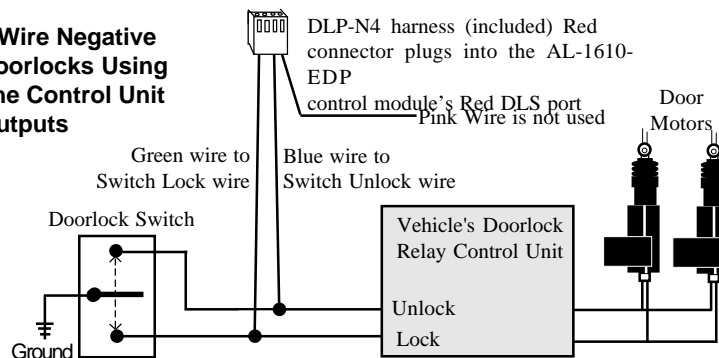 Wire Negative
oorlocks Using
ne Control Unit
utputs
DLP-N4 harness (included) Red
connector plugs into the AL-1610-
EDP
control module's Red DLS port
Pink Wire is not used
Door
Motors
Green wire to
Switch Lock wire
Blue wire to
Switch Unlock wire
Doorlock Switch
Vehicle's Doorlock
Relay Control Unit
Unlock
Lock
Ground